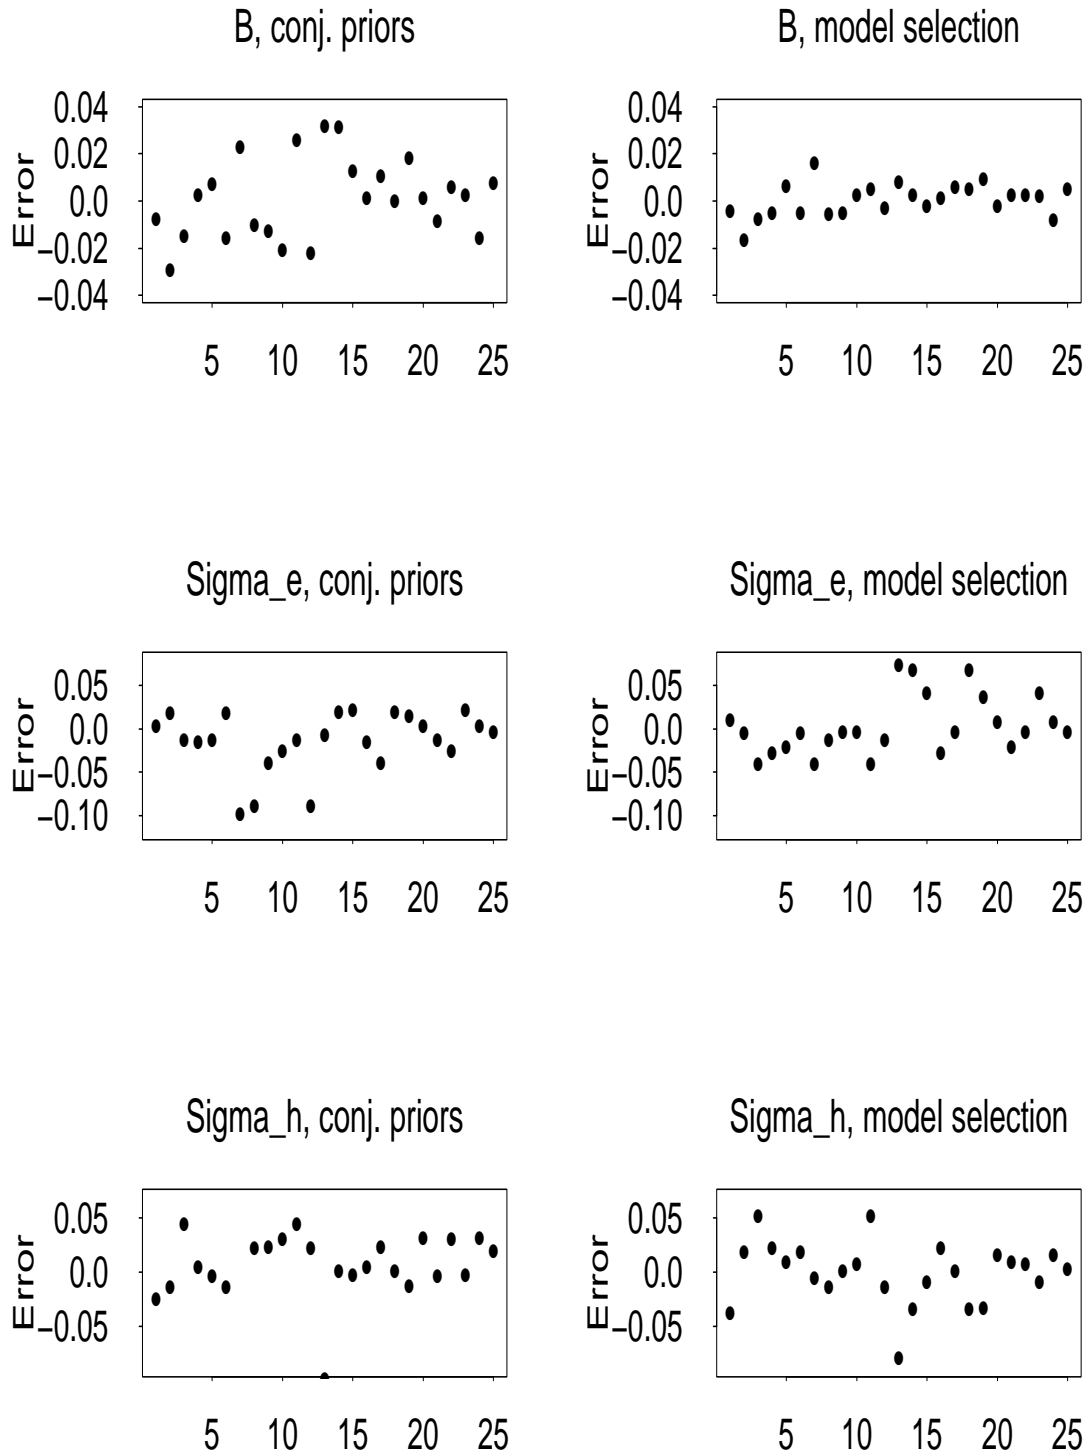 B, conj. priors
Error
0.04
0.02
0.0
−0.02
−0.04
5 10 15 20 25
B, model selection
Error
0.04
0.02
0.0
−0.02
−0.04
5 10 15 20 25
Sigma_e, conj. priors
Error
0.05
0.0
−0.05
−0.10
5 10 15 20 25
Sigma_e, model selection
Error
0.05
0.0
−0.05
−0.10
5 10 15 20 25
Sigma_h, conj. priors
Error
0.05
0.0
−0.05
5 10 15 20 25
Sigma_h, model selection
Error
0.05
0.0
−0.05
5 10 15 20 25